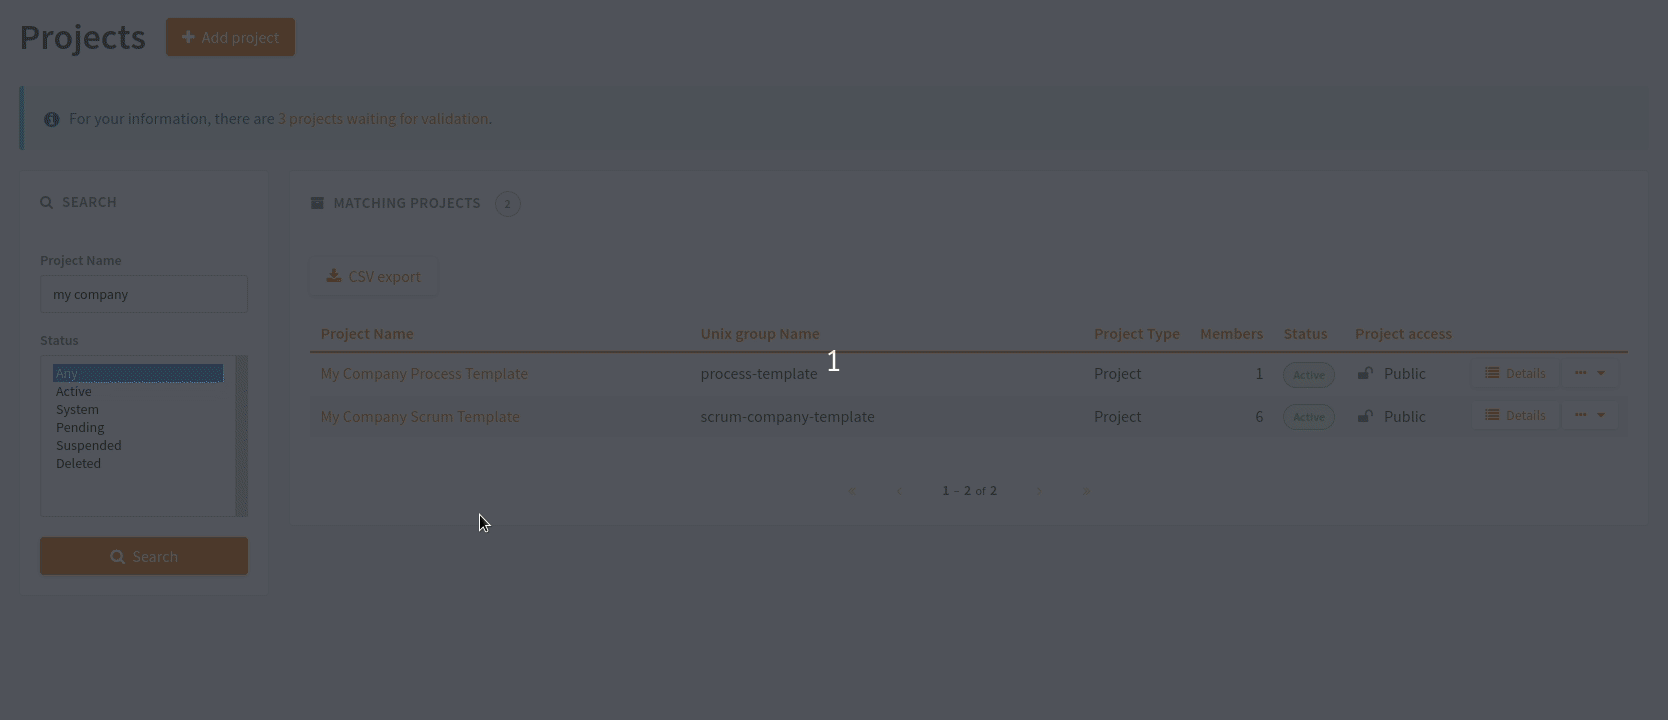 Projects
Add project
For your information, there are 3 projects waiting for validation.
SEARCH
Project Name
my company
Status
Any
Active
System
Pending
Suspended
Deleted
Search
MATCHING PROJECTS 2
CSV export
Project Name Unix group Name Project Type Members Status Project access
My Company Process Template process-template Project 1 Active Public Details
My Company Scrum Template scrum-company-template Project 6 Active Public Details
1 – 2 of 2
1